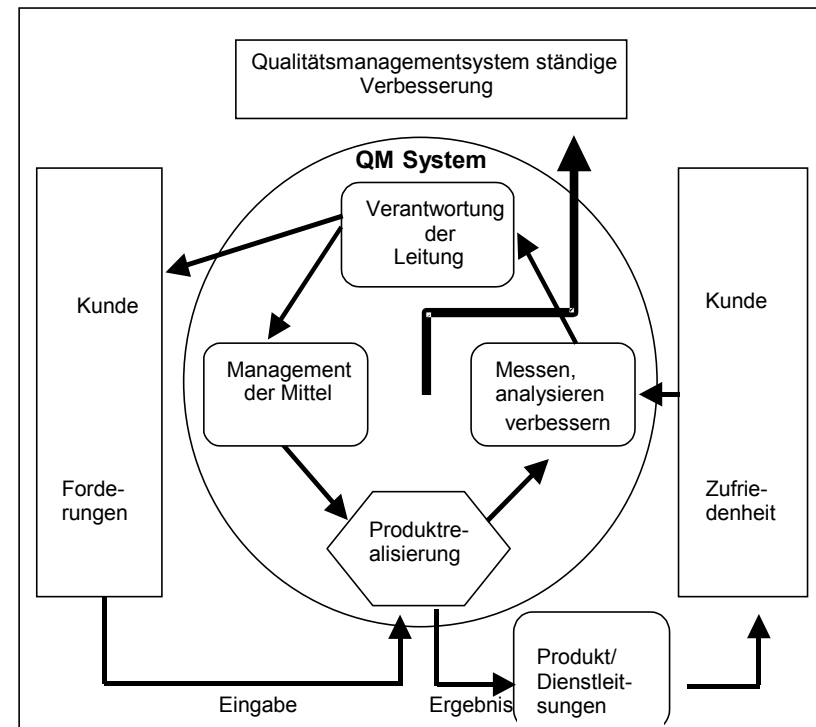 Qualitätsmanagementsystem ständige
Verbesserung
QM System
Verantwortung
der
Leitung
Kunde
Forde-
rungen
Management
der Mittel
Messen,
analysieren
verbessern
Kunde
Zufrie-
denheit
Produktre-
alisierung
Produkt/
Dienstleit-
sungen
Eingabe
Ergebnis